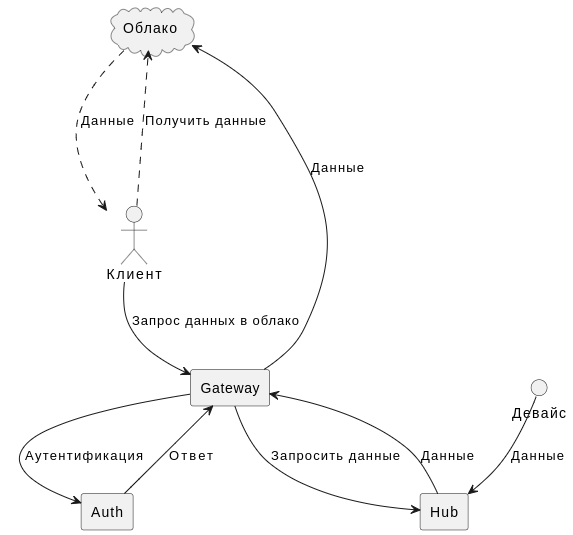 Облако
Данные
Получить данные
Данные
Клиент
Запрос данных в облако
Gateway
Девайс
Аутентификация
Ответ
Запросить данные
Данные
Данные
Auth
Hub